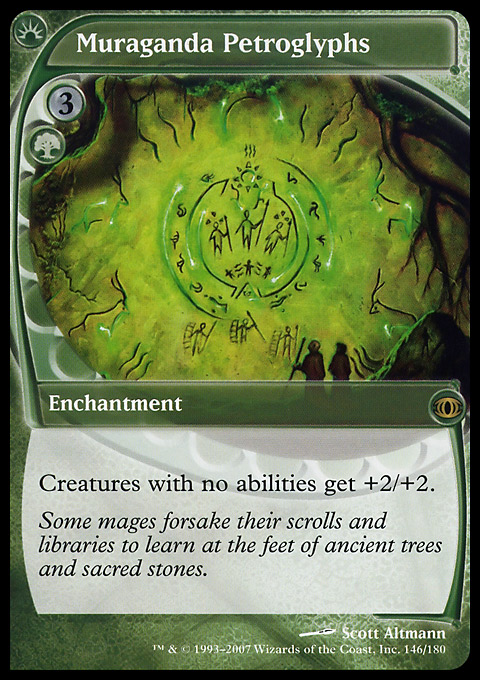 Muraganda Petroglyphs
3
Enchantment
Creatures with no abilities get +2/+2.
Some mages forsake their scrolls and
libraries to learn at the feet of ancient trees
and sacred stones.
Scott Altmann
™ & © 1993–2007 Wizards of the Coast, Inc. 146/180